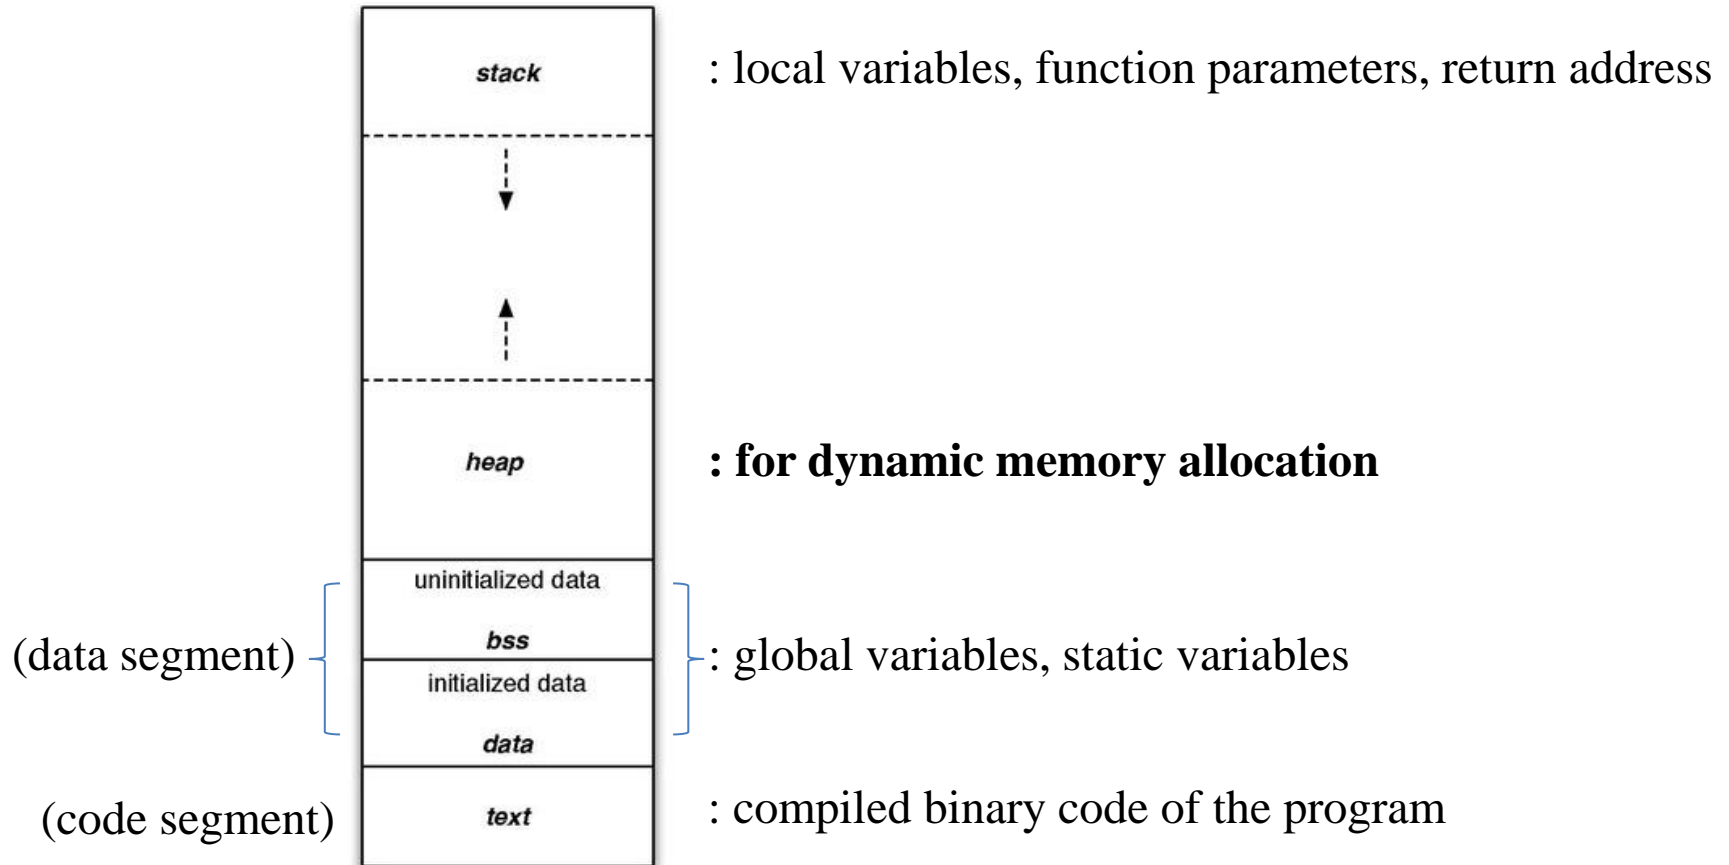 stack : local variables, function parameters, return address
heap : for dynamic memory allocation
uninitialized data
bss
(data segment) : global variables, static variables
initialized data
data
(code segment) text : compiled binary code of the program